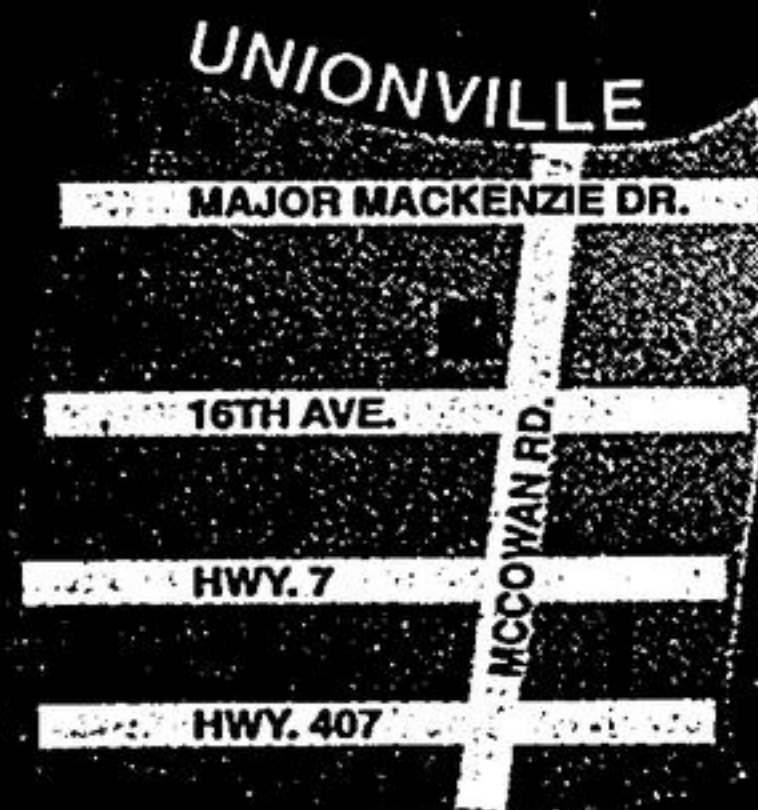 UNIONVILLE
MAJOR MACKENZIE DR.
16TH AVE.
MCCOWAN RD.
HWY. 7
HWY. 407